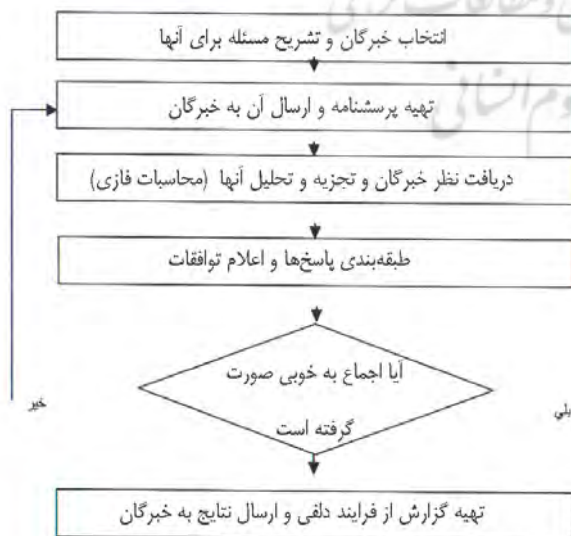 انتخاب خبرگان و تشریح مسئله برای آنها
تهیه پرسشنامه و ارسال آن به خبرگان
دریافت نظر خبرگان و تجزیه و تحلیل آنها (محاسبات فازی)
طبقه‌بندی پاسخ‌ها و اعلام توافقات
آیا اجماع به خوبی صورت
گرفته است
خیر
بلی
تهیه گزارش از فرایند دلفی و ارسال نتایج به خبرگان